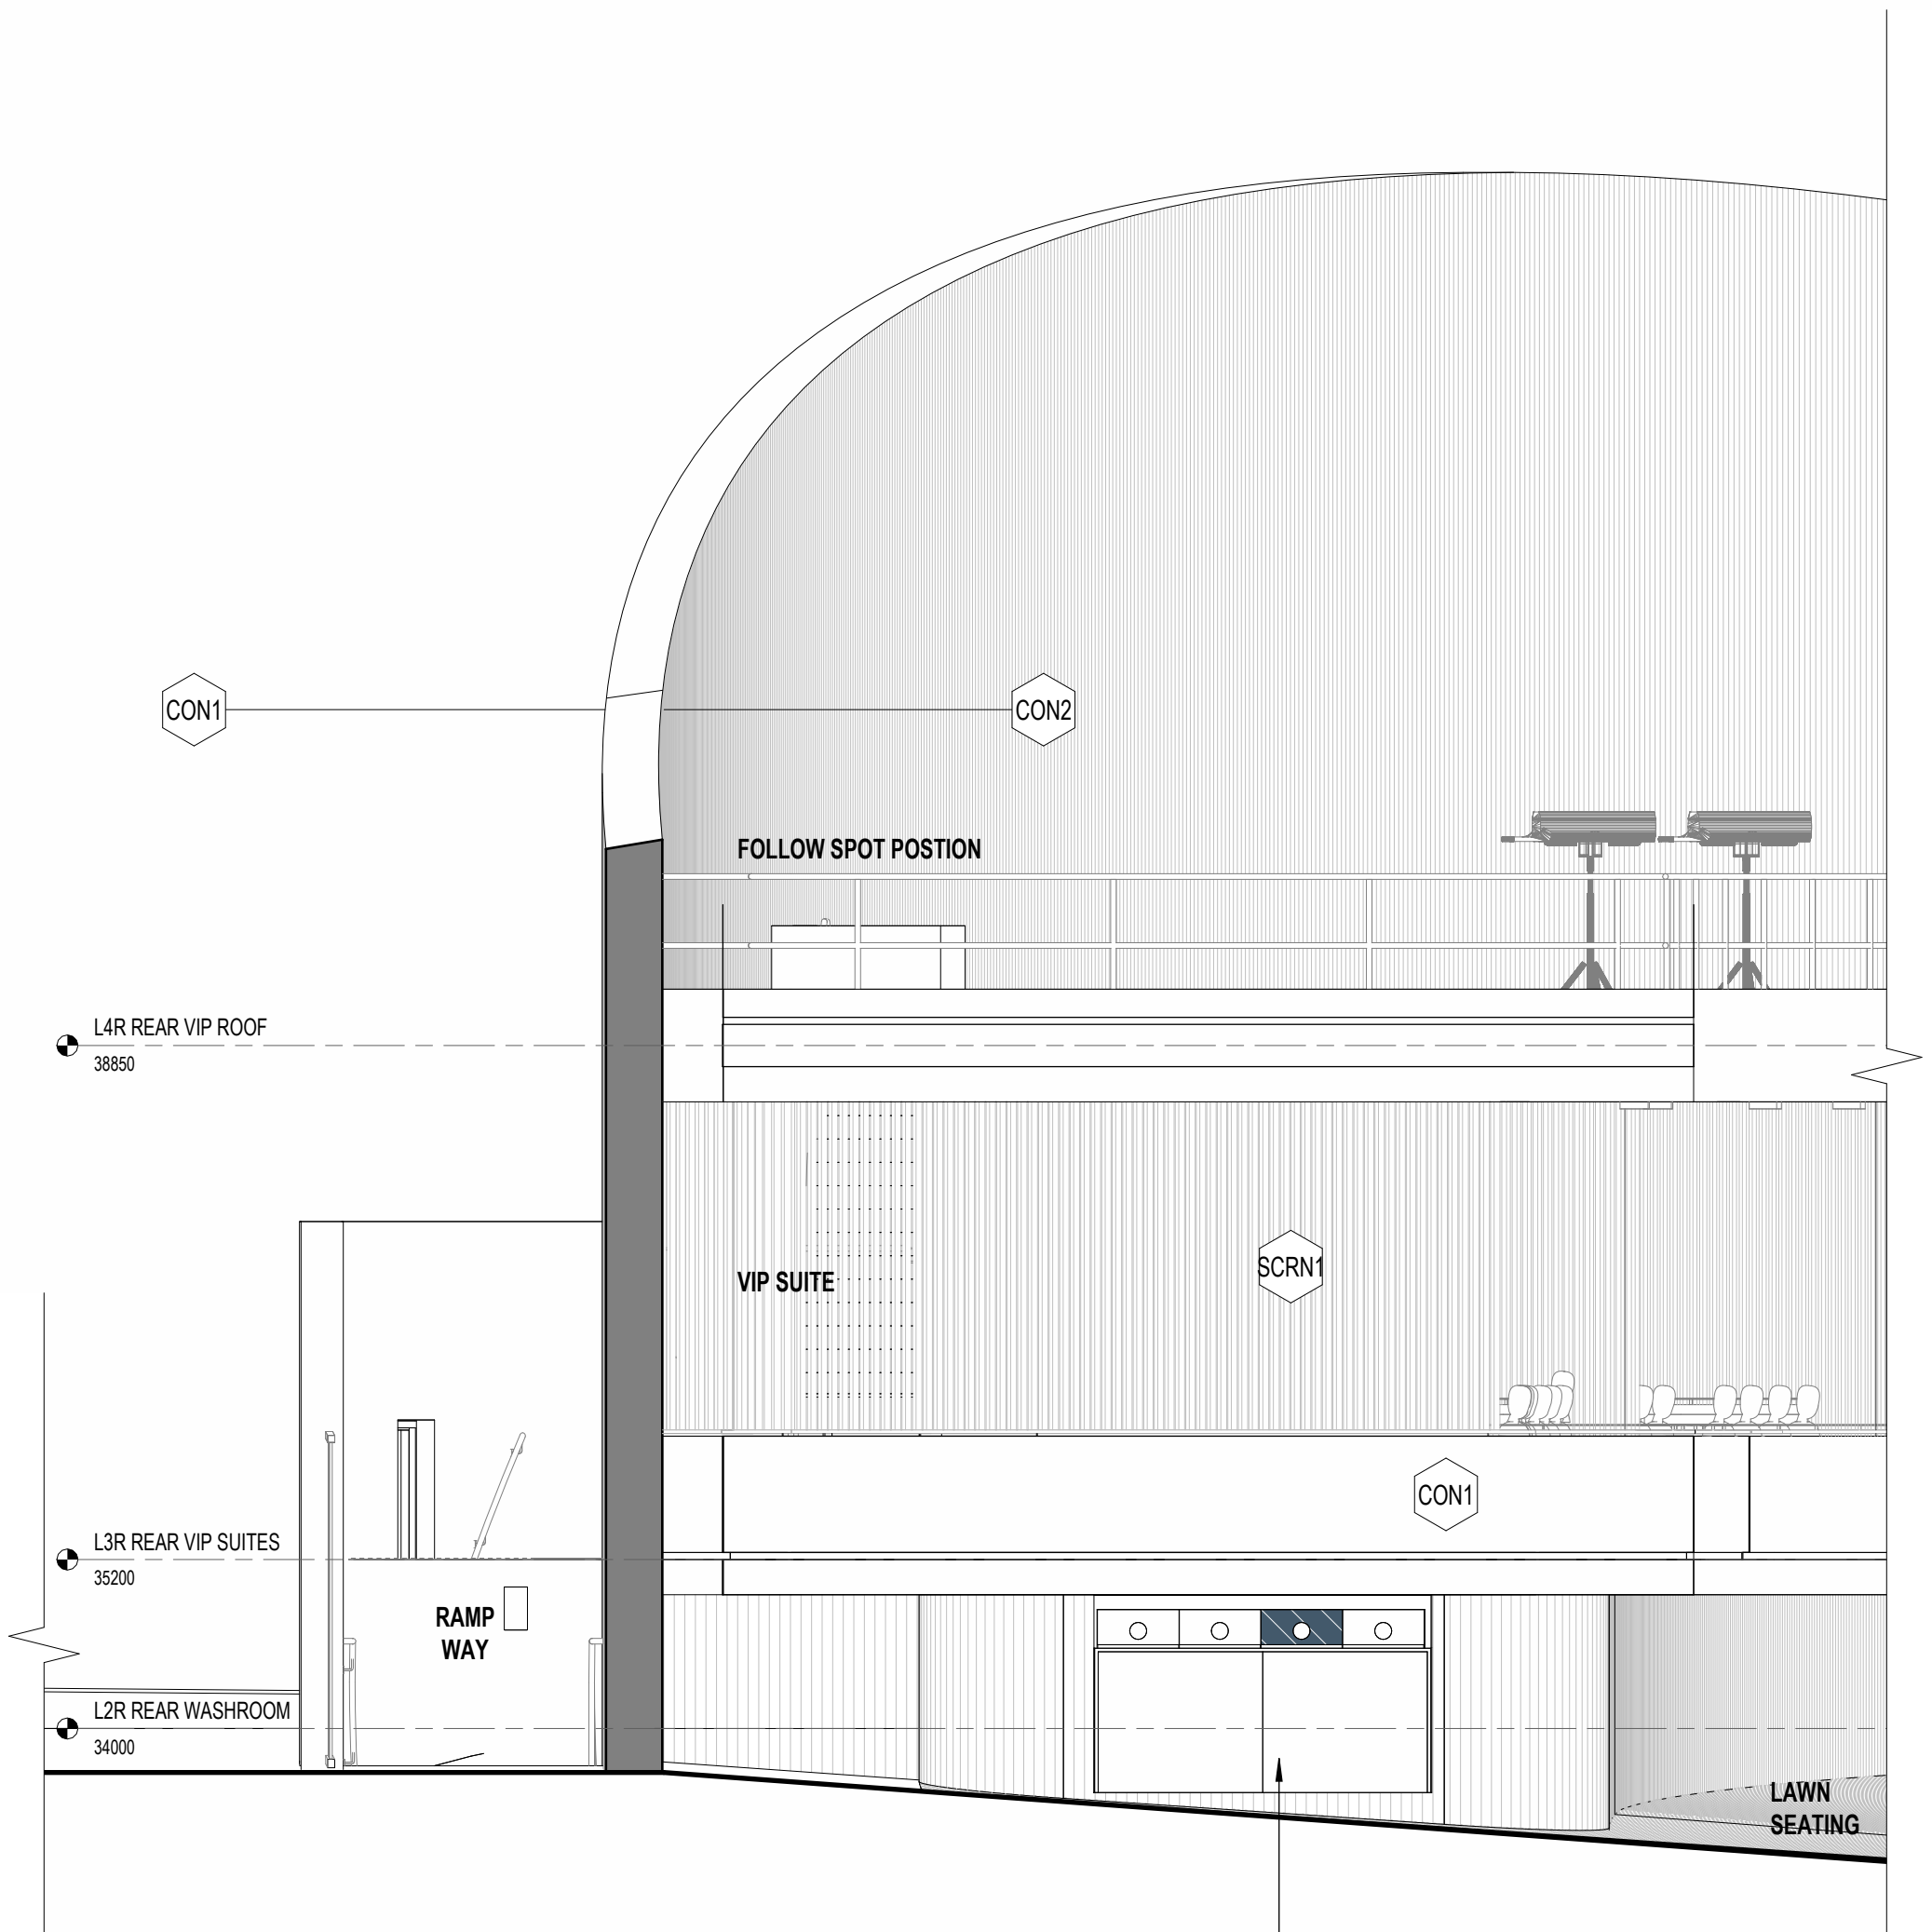 CON1
CON2
FOLLOW SPOT POSTION
L4R REAR VIP ROOF
38850
VIP SUITE
SCRN1
CON1
L3R REAR VIP SUITES
35200
RAMP
WAY
L2R REAR WASHROOM
34000
LAWN
SEATING